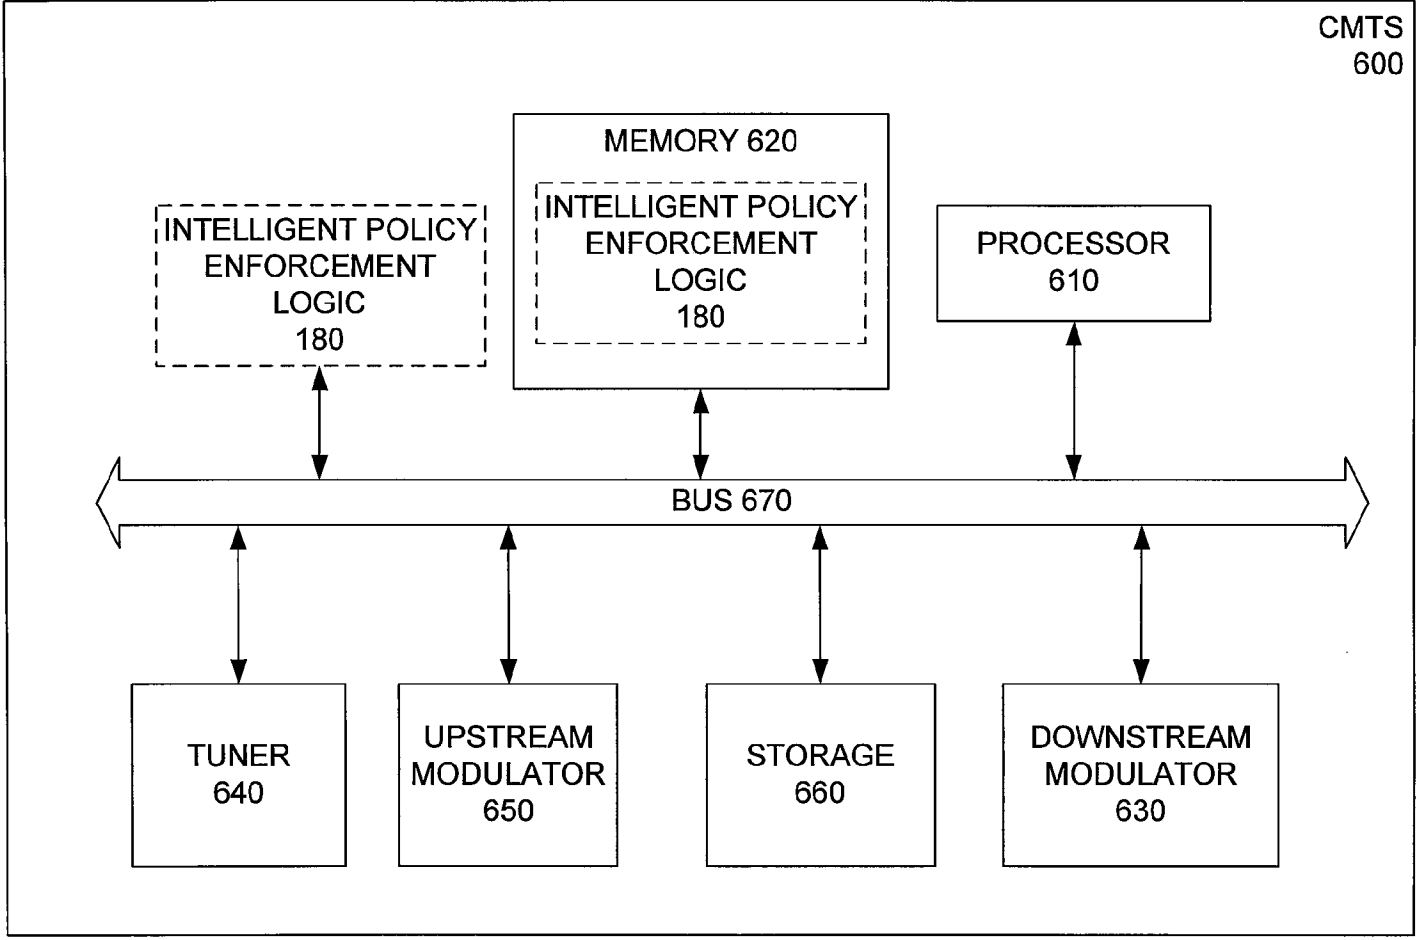 CMTS
600
MEMORY 620
INTELLIGENT POLICY
ENFORCEMENT
LOGIC
180
INTELLIGENT POLICY
ENFORCEMENT
LOGIC
180
PROCESSOR
610
BUS 670
TUNER
640
UPSTREAM
MODULATOR
650
STORAGE
660
DOWNSTREAM
MODULATOR
630